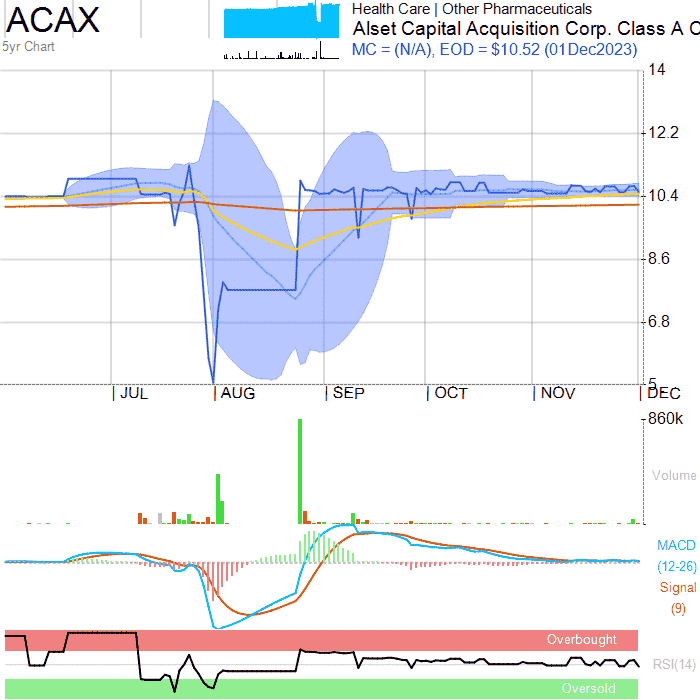 ACAX
5yr Chart
Health Care | Other Pharmaceuticals
Alset Capital Acquisition Corp. Class A C
MC = (N/A), EOD = $10.52 (01Dec2023)
14
12.2
10.4
8.6
6.8
5
JUL
AUG
SEP
OCT
NOV
DEC
860k
Volume
MACD
(12-26)
Signal
(9)
Overbought
RSI(14)
Oversold